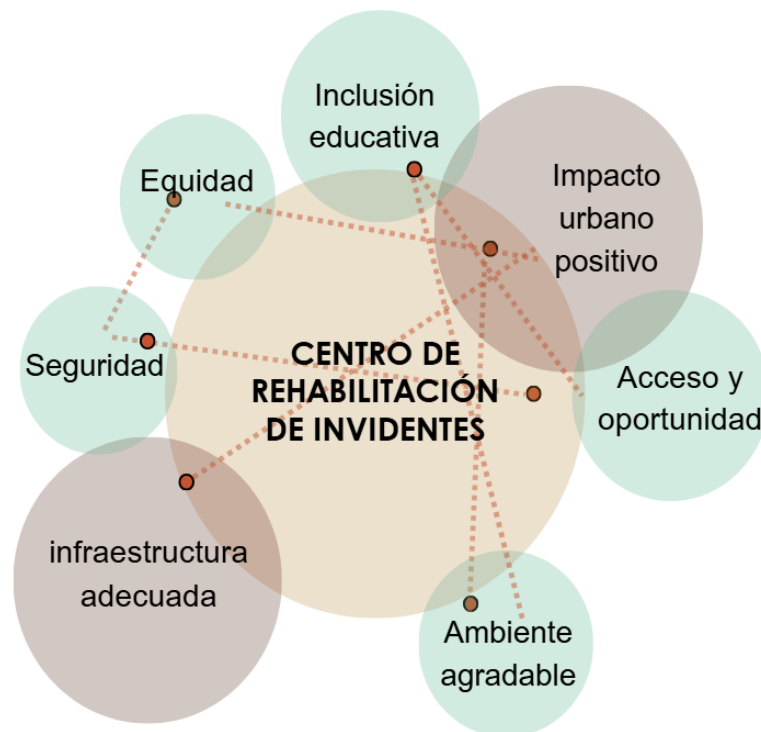 Inclusión
educativa
Equidad
Impacto
urbano
positivo
Seguridad
CENTRO DE
REHABILITACIÓN
DE INVIDENTES
Acceso y
oportunidad
infraestructura
adecuada
Ambiente
agradable